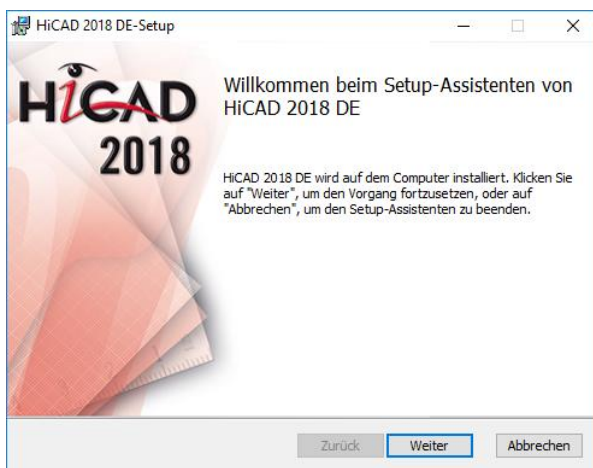 HiCAD 2018 DE-Setup
HiCAD
2018
Willkommen beim Setup-Assistenten von
HiCAD 2018 DE
HiCAD 2018 DE wird auf dem Computer installiert. Klicken Sie
auf "Weiter", um den Vorgang fortzusetzen, oder auf
"Abbrechen", um den Setup-Assistenten zu beenden.
Zurück Weiter Abbrechen